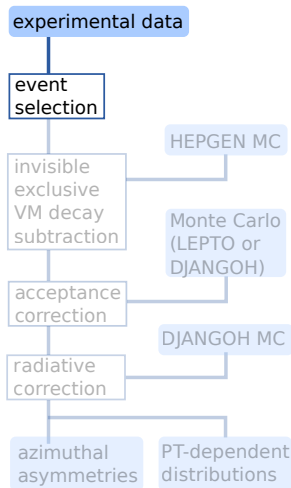 experimental data
event
selection
HEPGEN MC
invisible
exclusive
VM decay
subtraction
Monte Carlo
(LEPTO or
DJANGOH)
acceptance
correction
DJANGOH MC
radiative
correction
azimuthal
asymmetries
PT-dependent
distributions